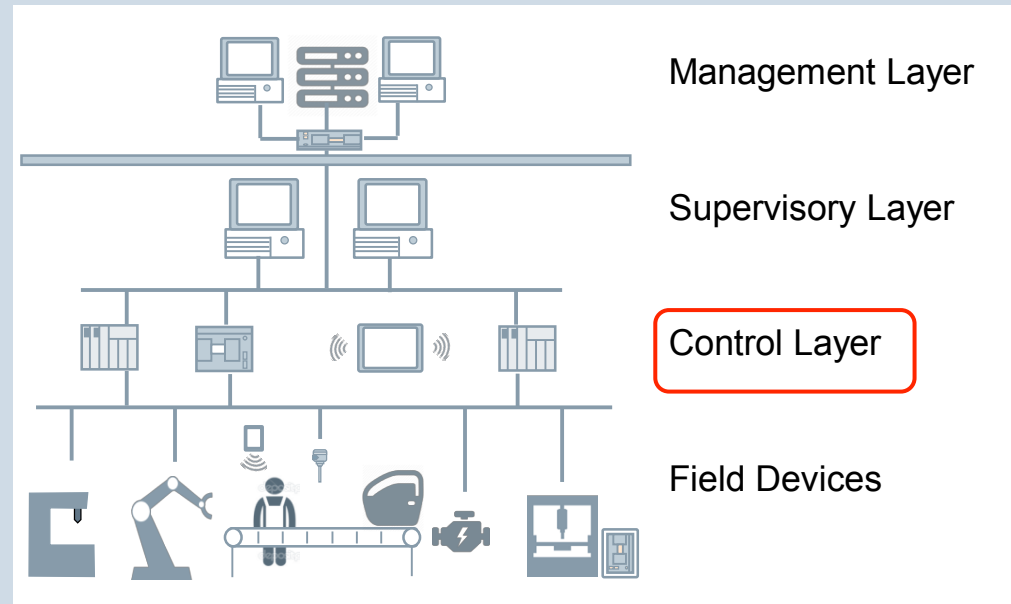 Management Layer
Supervisory Layer
Control Layer
Field Devices